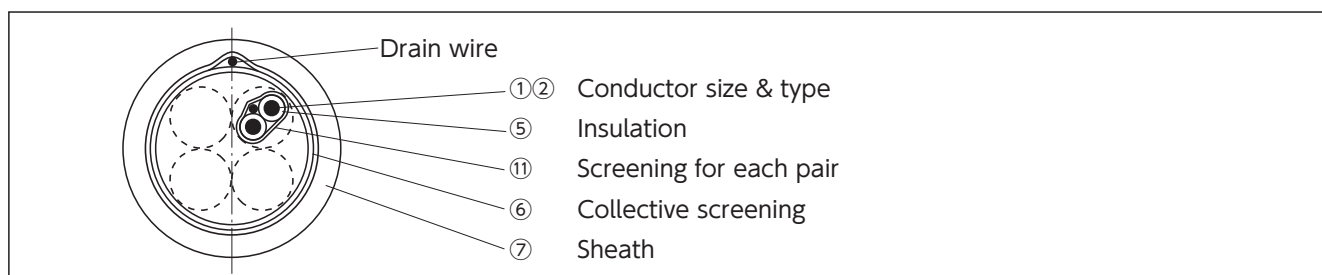 Drain wire
①② Conductor size & type
⑤ Insulation
⑪ Screening for each pair
⑥ Collective screening
⑦ Sheath